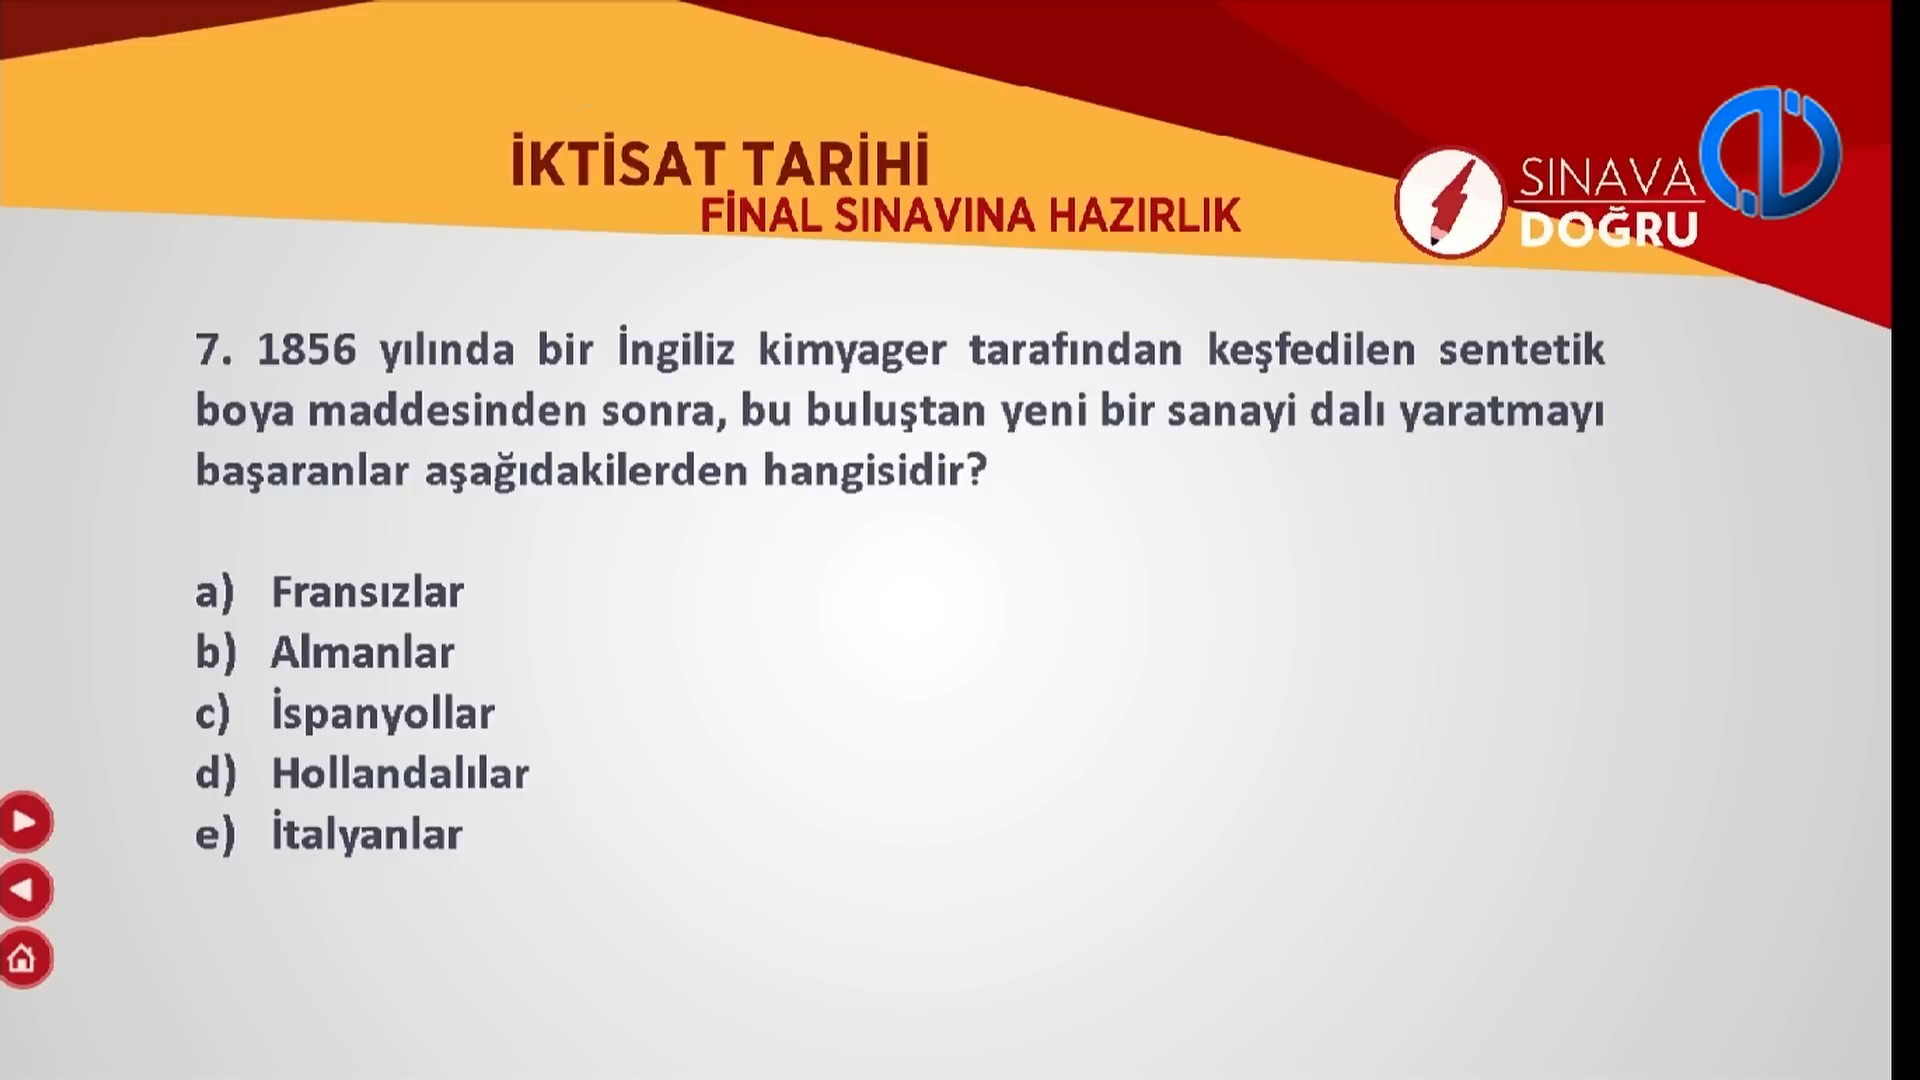 İKTİSAT TARİHİ
FİNAL SINAVINA HAZIRLIK
SINAVA
DOĞRU
7. 1856 yılında bir İngiliz kimyager tarafından keşfedilen sentetik
boya maddesinden sonra, bu buluştan yeni bir sanayi dalı yaratmayı
başaranlar aşağıdakilerden hangisidir?
a) Fransızlar
b) Almanlar
c) İspanyollar
d) Hollandalılar
e) İtalyanlar